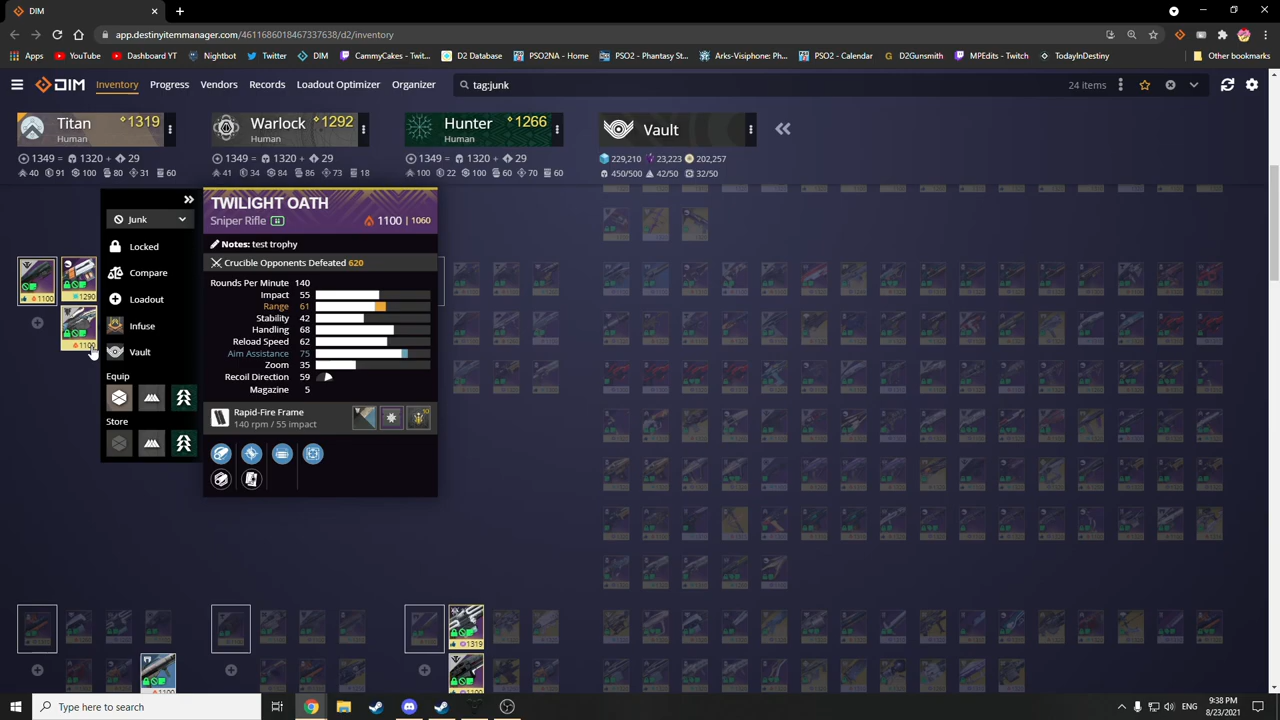 DIM
app.destinyitemmanager.com/4611686018467337638/d2/inventory
Apps
YouTube
Dashboard YT
Nightbot
Twitter
DIM
CammyCakes - Twit...
D2 Database
PSO2NA - Home
PSO2 - Phantasy St...
Arks-Visiphone: Ph...
PSO2 - Calendar
D2Gunsmith
MPEdits - Twitch
TodayInDestiny
Other bookmarks
DIM
Inventory
Progress
Vendors
Records
Loadout Optimizer
Organizer
tag:junk
24 items
Titan
1319
Human
Warlock
1292
Human
Hunter
1266
Human
Vault
1349 = 1320 + 29
1349 = 1320 + 29
1349 = 1320 + 29
229,210 23,223 202,257
40 91 100 80 31 60
41 34 84 86 73 18
100 22 100 60 70 60
450/500 42/50 32/50
Junk
Locked
Compare
Loadout
Infuse
Vault
Equip
Store
TWILIGHT OATH
Sniper Rifle
1100 | 1060
Notes: test trophy
Crucible Opponents Defeated 620
Rounds Per Minute 140
Impact 55
Range 61
Stability 42
Handling 68
Reload Speed 62
Aim Assistance 75
Zoom 35
Recoil Direction 59
Magazine 5
Rapid-Fire Frame
140 rpm / 55 impact
10
1100
1290
1100
1319
1100
1100
Type here to search
9:38 PM
8/23/2021